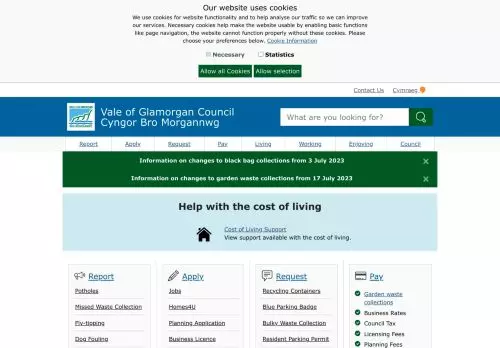 Our website uses cookies
We use cookies for website functionality and to help analyse our traffic so we can improve
our services. Necessary cookies help make the website usable by enabling basic functions
like page navigation, the website cannot function properly without these cookies. Please
choose your preferences below. Cookie Information
Necessary Statistics
Allow all Cookies Allow selection
Contact Us Cymraeg
Vale of Glamorgan Council
Cyngor Bro Morgannwg
What are you looking for?
Report Apply Request Pay Living Working Enjoying Council
Information on changes to black bag collections from 3 July 2023 ×
Information on changes to garden waste collections from 17 July 2023 ×
Help with the cost of living
Cost of Living Support
View support available with the cost of living.
Report
Potholes
Missed Waste Collection
Fly-tipping
Dog Fouling
Apply
Jobs
Homes4U
Planning Application
Business Licence
Request
Recycling Containers
Blue Parking Badge
Bulky Waste Collection
Resident Parking Permit
Pay
Garden waste
collections
Business Rates
Council Tax
Licensing Fees
Planning Fees